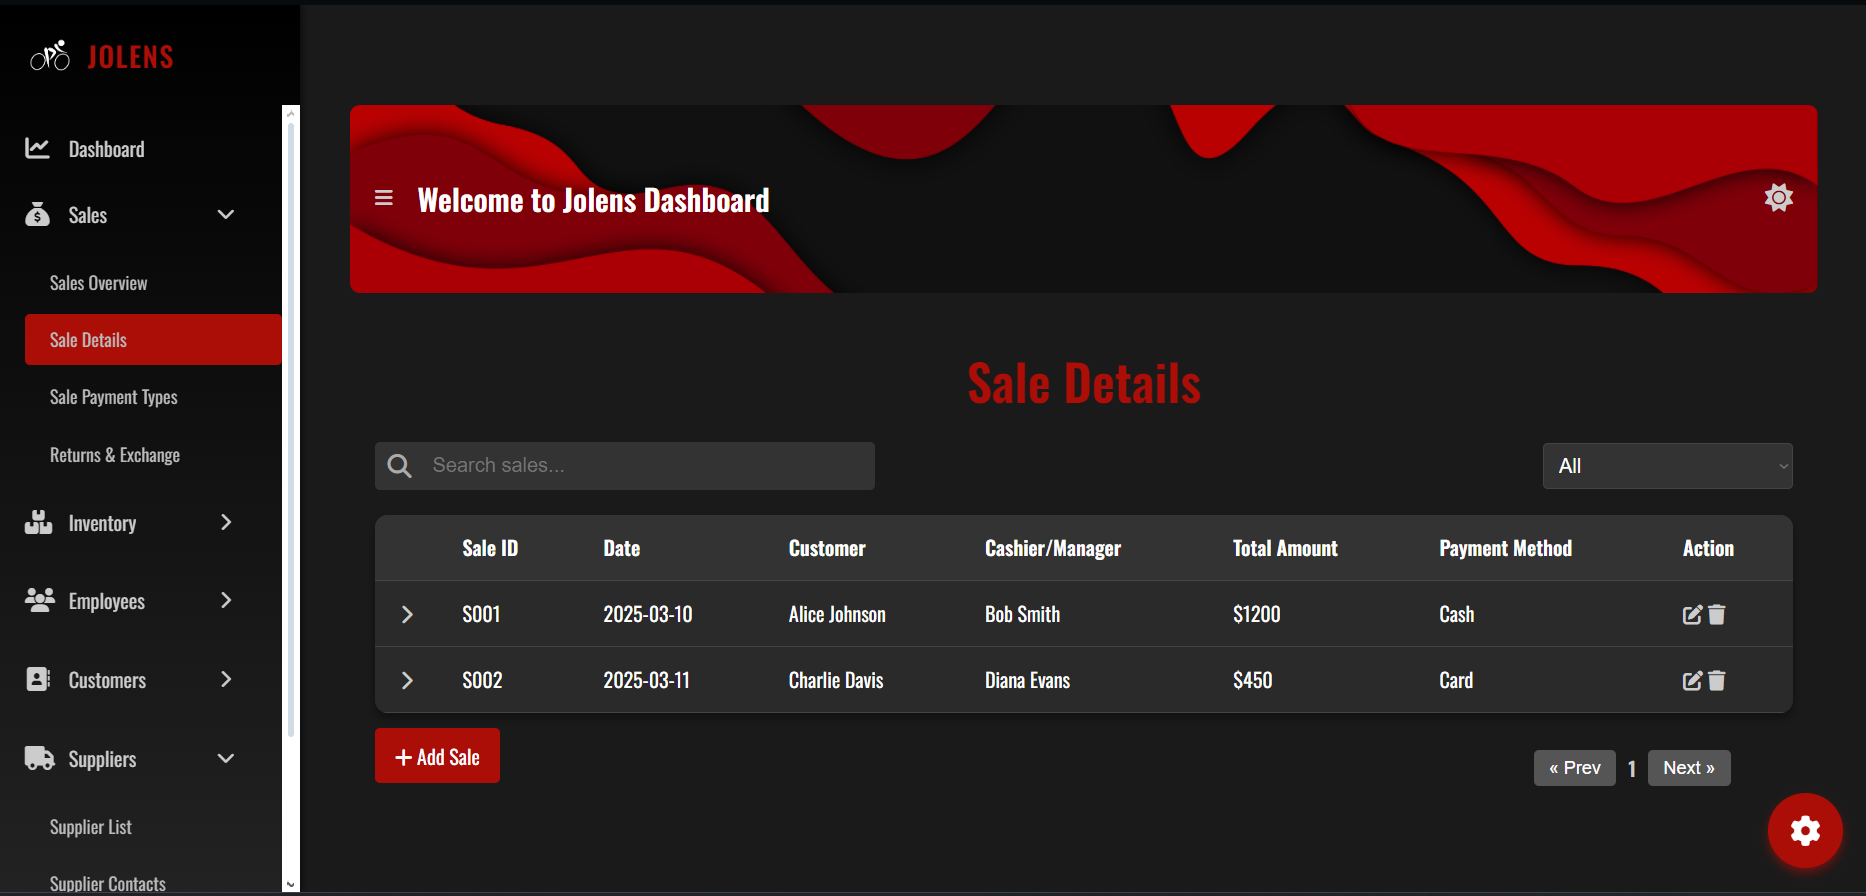 JOLENS
Dashboard
Sales
Sales Overview
Sale Details
Sale Payment Types
Returns & Exchange
Inventory
Employees
Customers
Suppliers
Supplier List
Supplier Contacts
Welcome to Jolens Dashboard
Sale Details
Search sales...
All
Sale ID Date Customer Cashier/Manager Total Amount Payment Method Action
S001 2025-03-10 Alice Johnson Bob Smith $1200 Cash
S002 2025-03-11 Charlie Davis Diana Evans $450 Card
+ Add Sale
« Prev 1 Next »